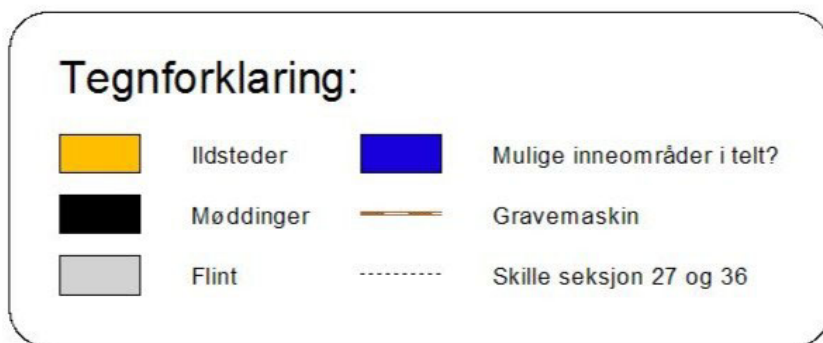 Tegnforklaring:
Ildsteder
Mulige inneområder i telt?
Møddinger
Gravemaskin
Flint
Skille seksjon 27 og 36